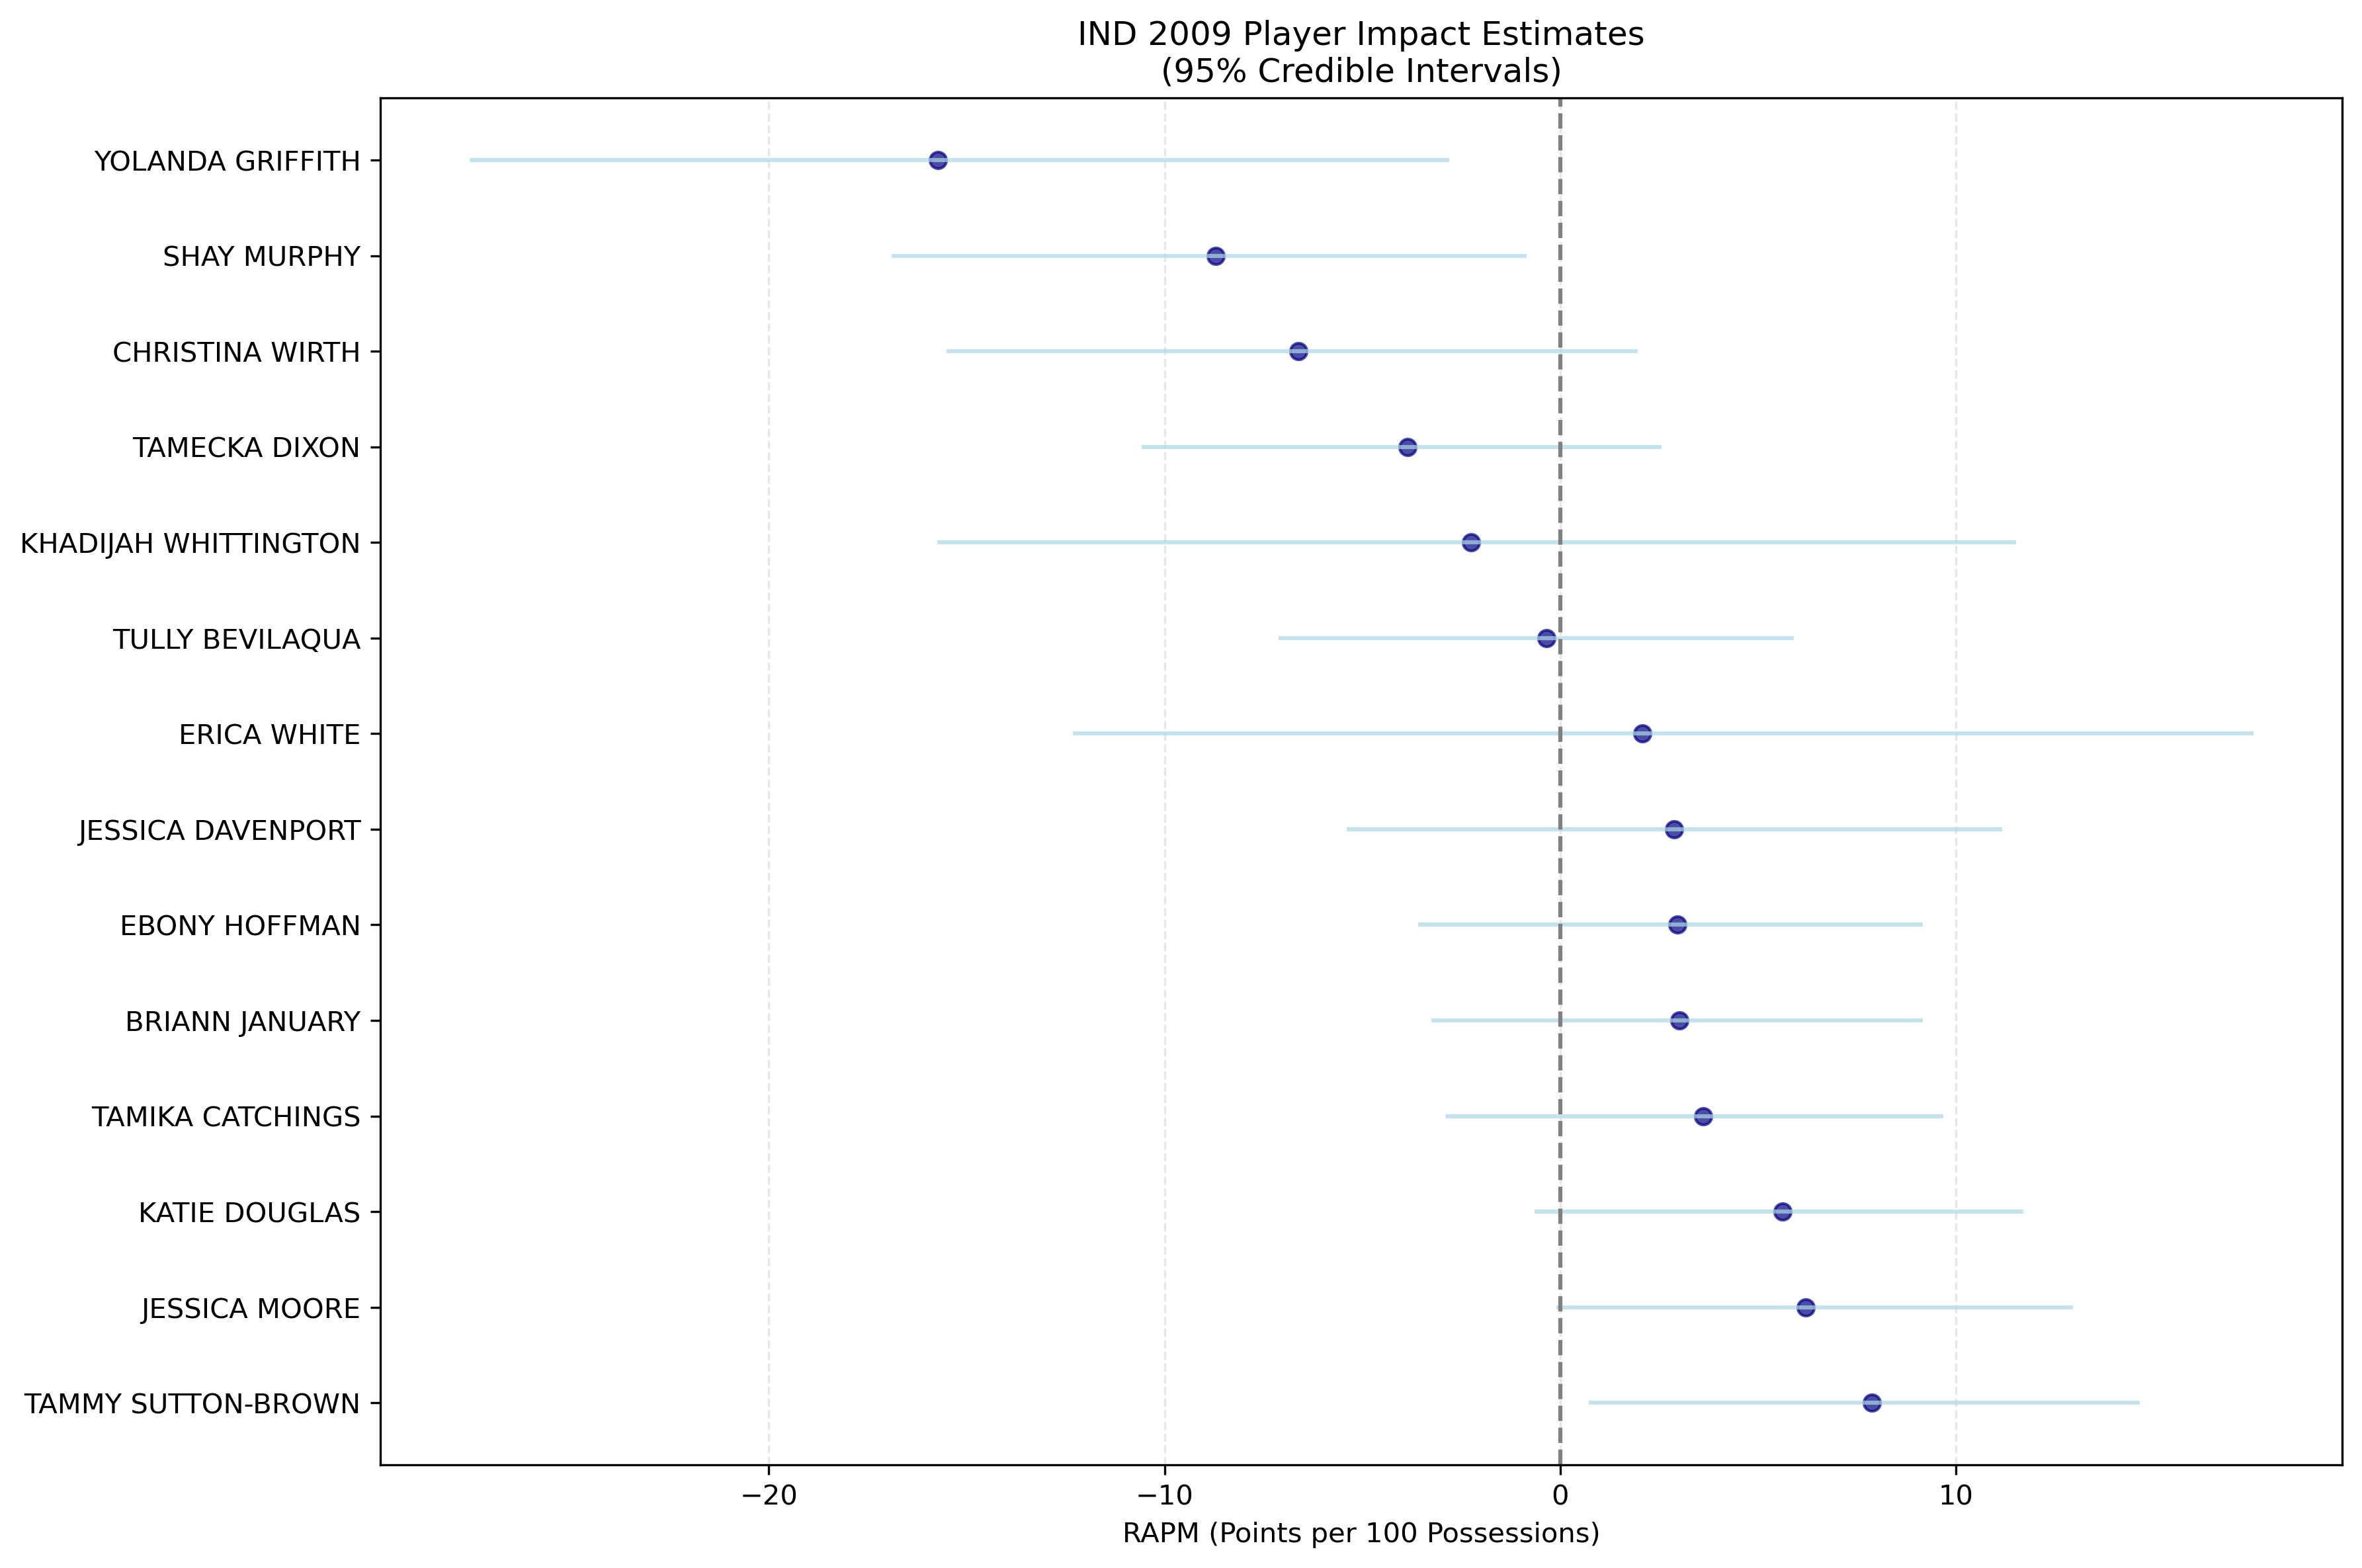 IND 2009 Player Impact Estimates
(95% Credible Intervals)
YOLANDA GRIFFITH
SHAY MURPHY
CHRISTINA WIRTH
TAMECKA DIXON
KHADIJAH WHITTINGTON
TULLY BEVILAQUA
ERICA WHITE
JESSICA DAVENPORT
EBONY HOFFMAN
BRIANN JANUARY
TAMIKA CATCHINGS
KATIE DOUGLAS
JESSICA MOORE
TAMMY SUTTON-BROWN
−20 −10 0 10
RAPM (Points per 100 Possessions)